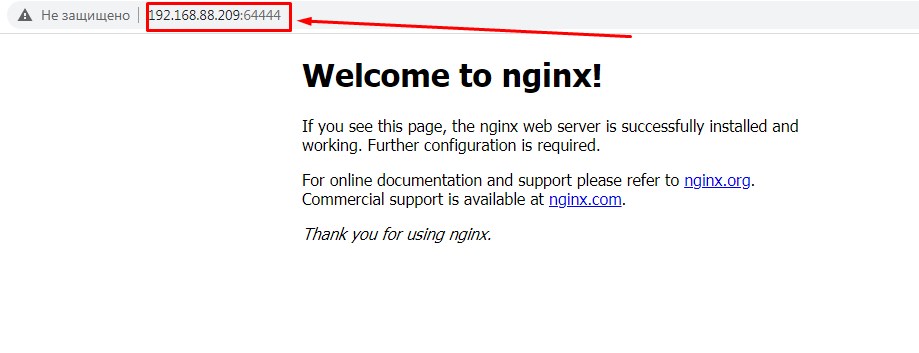 Не защищено 192.168.88.209:64444
Welcome to nginx!
If you see this page, the nginx web server is successfully installed and
working. Further configuration is required.
For online documentation and support please refer to nginx.org.
Commercial support is available at nginx.com.
Thank you for using nginx.